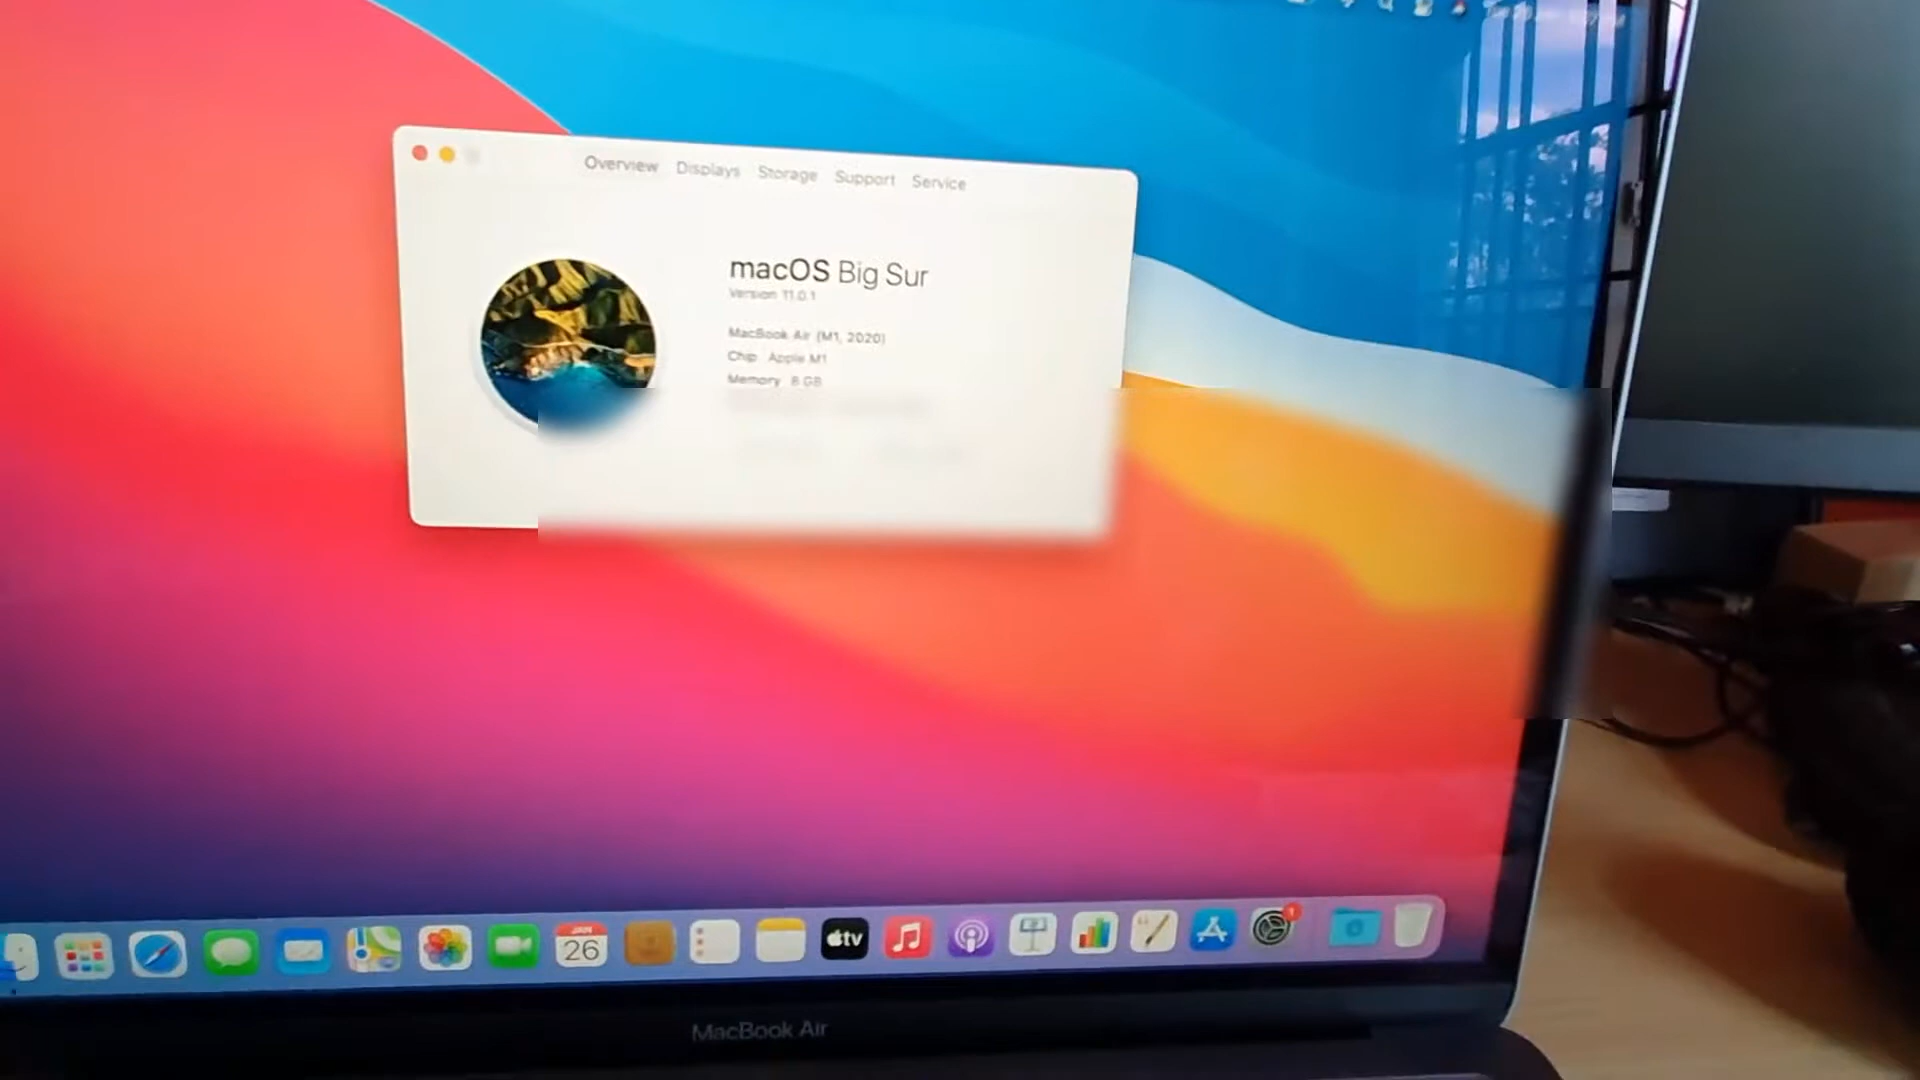 Overview Displays Storage Support Service
macOS Big Sur
Version 11.0.1
MacBook Air (M1, 2020)
Chip Apple M1
Memory 8 GB
JAN
26
tv
1
MacBook Air